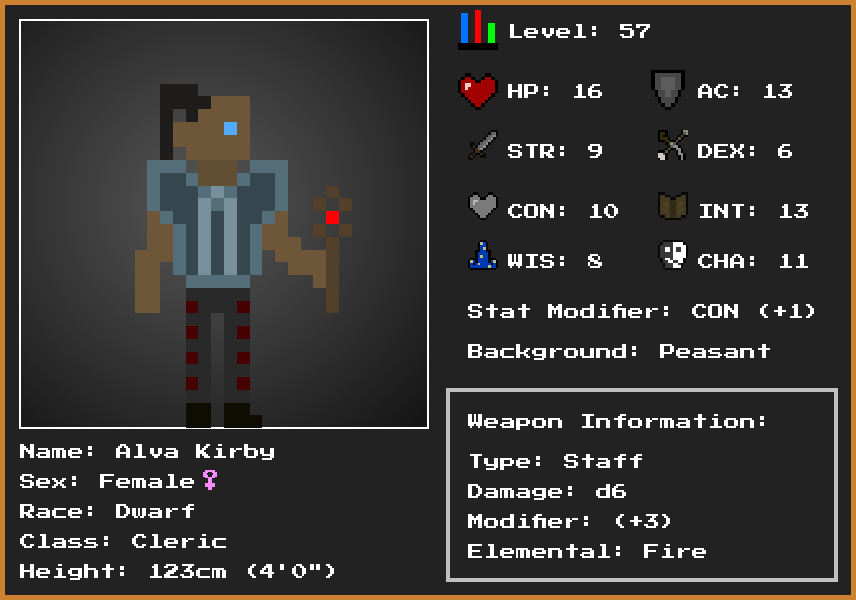 Level: 57
HP: 16 AC: 13
STR: 9 DEX: 6
CON: 10 INT: 13
WIS: 8 CHA: 11
Stat Modifier: CON (+1)
Background: Peasant
Weapon Information:
Type: Staff
Damage: d6
Modifier: (+3)
Elemental: Fire
Name: Alva Kirby
Sex: Female♀
Race: Dwarf
Class: Cleric
Height: 123cm (4'0")